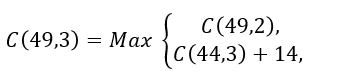 C(49,3) = Max { C(49,2),
C(44,3) + 14,